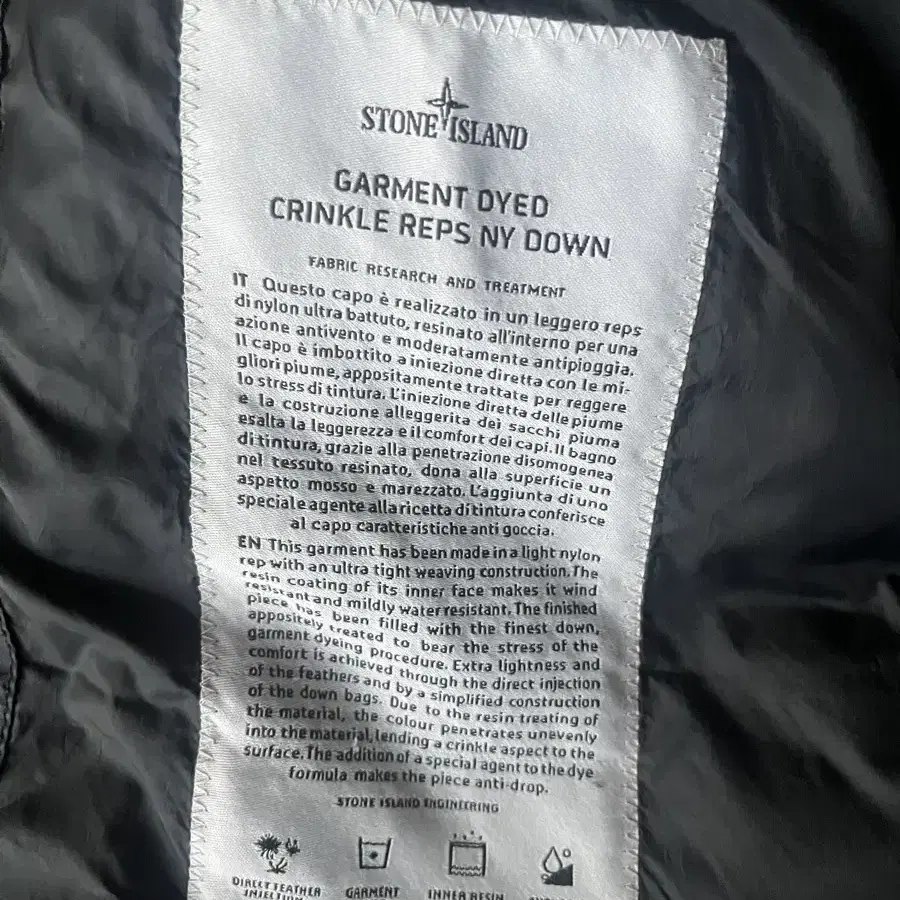 STONE ISLAND
GARMENT DYED
CRINKLE REPS NY DOWN
FABRIC RESEARCH AND TREATMENT
IT Questo capo è realizzato in un leggero reps
di nylon ultra battuto, resinato all'interno per una
azione antivento e moderatamente antipioggia.
Il capo è imbottito a iniezione diretta con le mi-
gliori piume, appositamente trattate per reggere
lo stress di tintura. L'iniezione diretta delle piume
e la costruzione alleggerita dei sacchi piuma
esalta la leggerezza e il comfort dei capi. Il bagno
di tintura, grazie alla penetrazione disomogenea
nel tessuto resinato, dona alla superficie un
aspetto mosso e marezzato. L'aggiunta di uno
speciale agente alla ricetta di tintura conferisce
al capo caratteristiche anti goccia.
EN This garment has been made in a light nylon
rep with an ultra tight weaving construction. The
resin coating of its inner face makes it wind
resistant and mildly water resistant. The finished
piece has been filled with the finest down,
appositely treated to bear the stress of the
garment dyeing procedure. Extra lightness and
comfort is achieved through the direct injection
of the feathers and by a simplified construction
of the down bags. Due to the resin treating of
the material, the colour penetrates unevenly
into the material, lending a crinkle aspect to the
surface. The addition of a special agent to the dye
formula makes the piece anti-drop.
STONE ISLAND ENGINEERING
DIRECT FEATHER GARMENT INNER RESIN
INJECTION